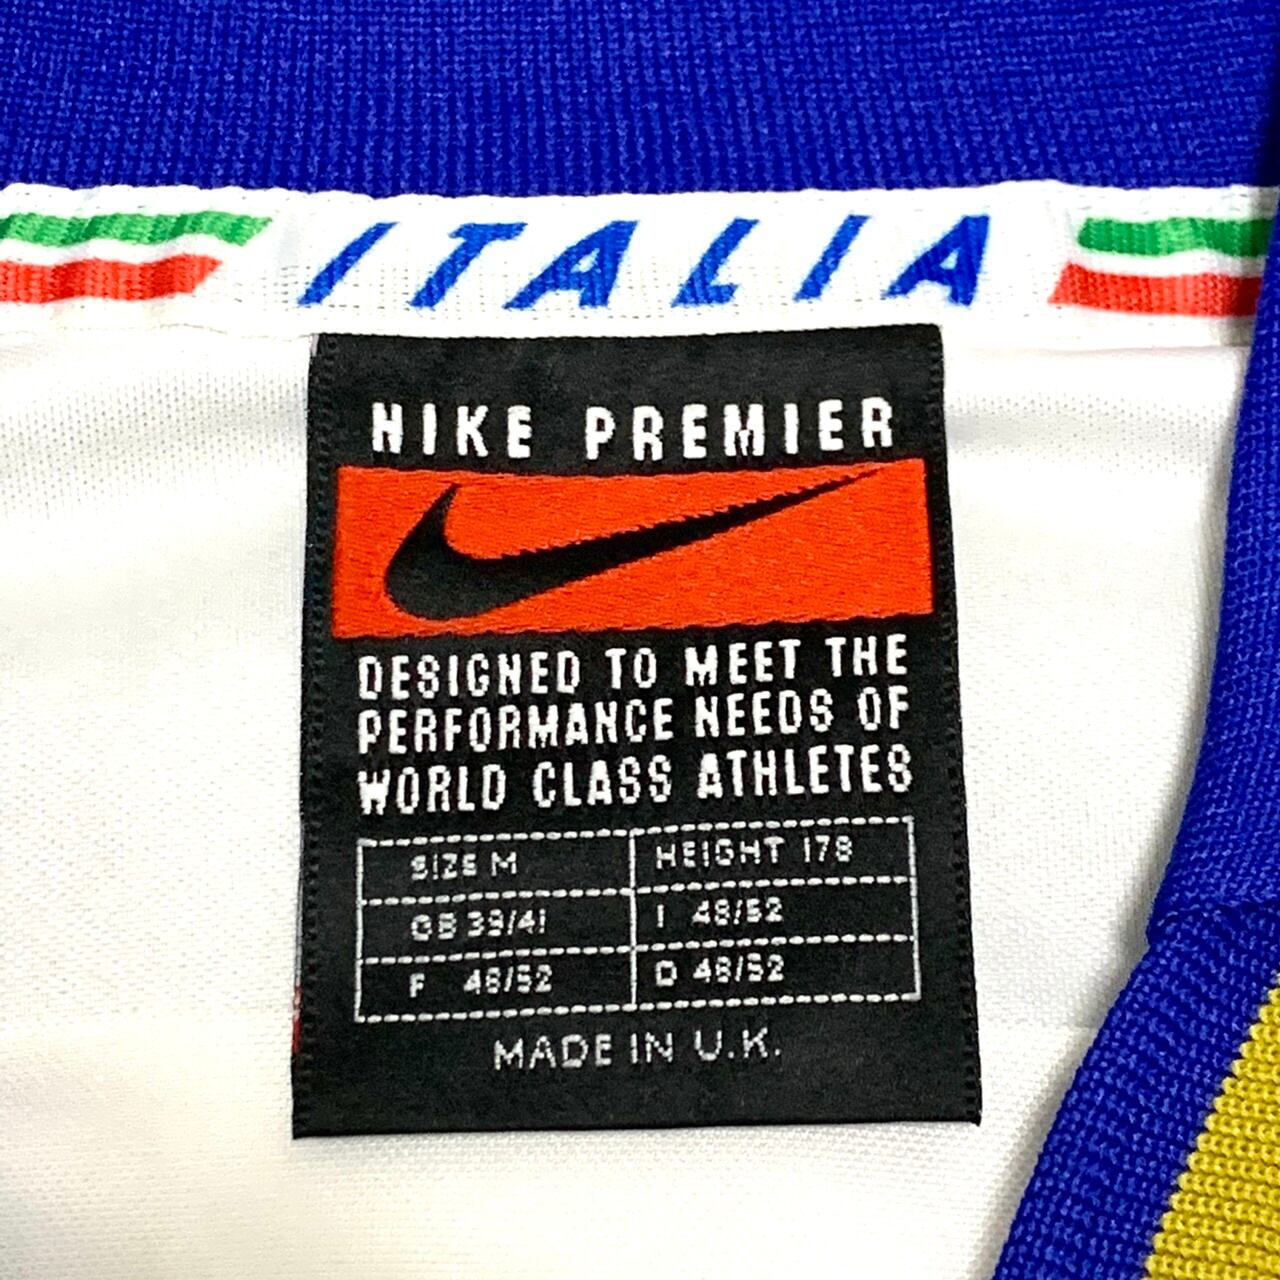 ITALIA
NIKE PREMIER
DESIGNED TO MEET THE
PERFORMANCE NEEDS OF
WORLD CLASS ATHLETES
SIZE M HEIGHT 178
GB 39/41 I 48/52
F 48/52 D 48/52
MADE IN U.K.